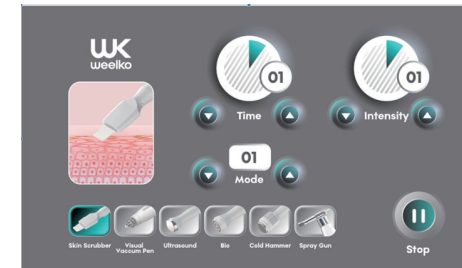 WK
weelko
01
Time
01
Intensity
01
Mode
Skin Scrubber
Visual
Vaccum Pen
Ultrasound
Bio
Cold Hammer
Spray Gun
Stop